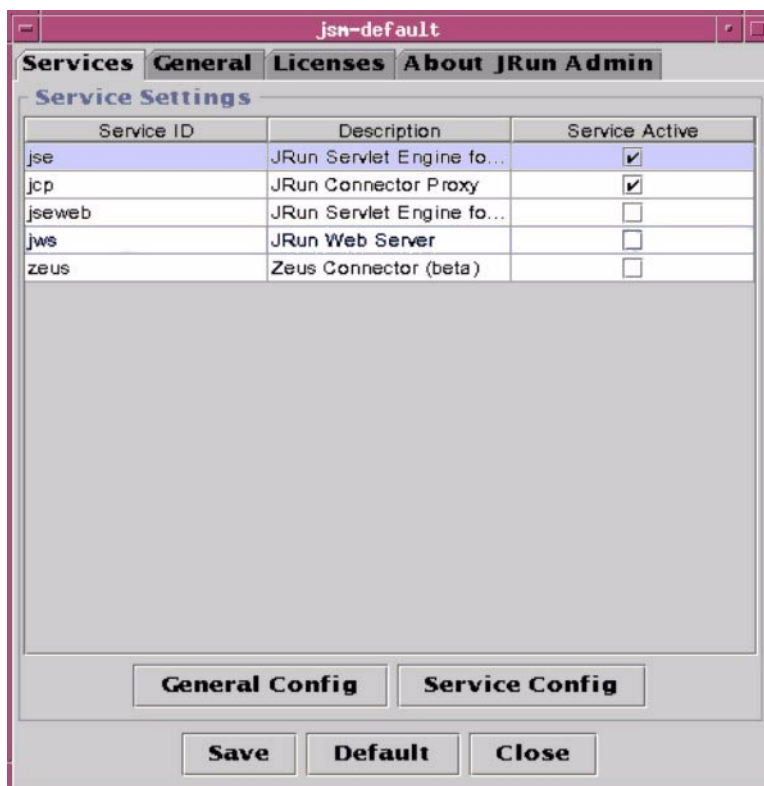 jsm-default
Services General Licenses About JRun Admin
Service Settings
Service ID Description Service Active
jse JRun Servlet Engine fo...
jcp JRun Connector Proxy
jseweb JRun Servlet Engine fo...
jws JRun Web Server
zeus Zeus Connector (beta)
General Config Service Config
Save Default Close